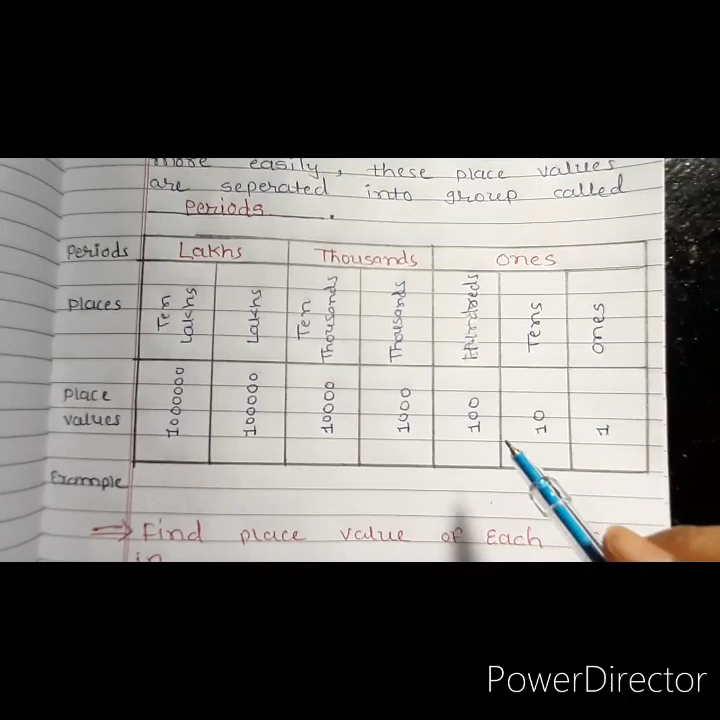 more easily, these place values
are seperated into group called
Periods.
Periods Lakhs Thousands ones
places Ten Lakhs Lakhs Ten Thousands Thousands Hundreds Tens ones
place values 1000000 100000 10000 1000 100 10 1
Example
⇒ Find place value of Each
in
PowerDirector